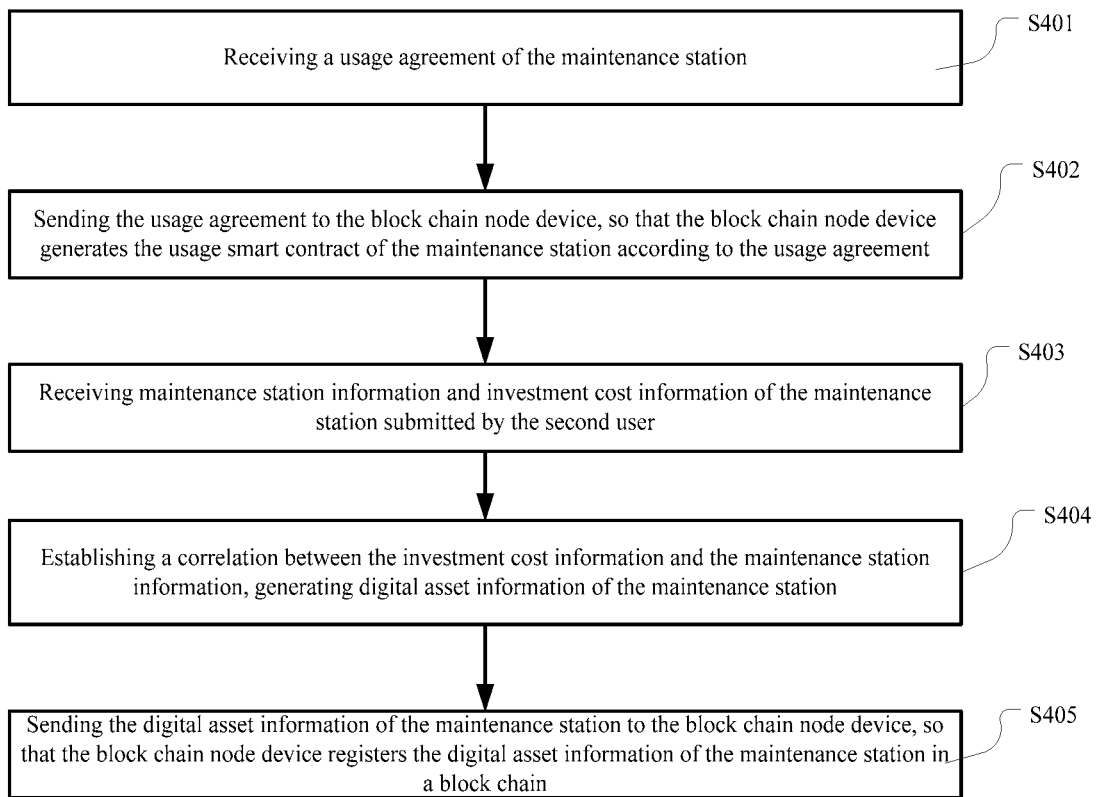 S401
Receiving a usage agreement of the maintenance station
S402
Sending the usage agreement to the block chain node device, so that the block chain node device
generates the usage smart contract of the maintenance station according to the usage agreement
S403
Receiving maintenance station information and investment cost information of the maintenance
station submitted by the second user
S404
Establishing a correlation between the investment cost information and the maintenance station
information, generating digital asset information of the maintenance station
S405
Sending the digital asset information of the maintenance station to the block chain node device, so
that the block chain node device registers the digital asset information of the maintenance station in
a block chain